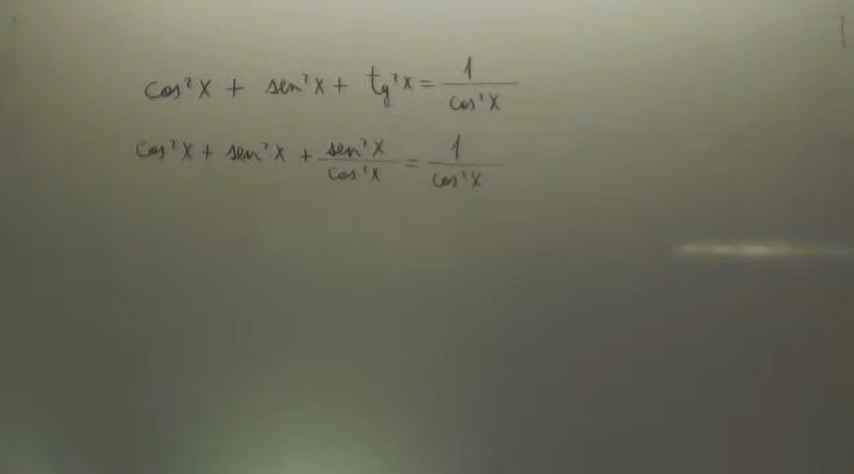 cos²x + sen²x + tg²x = 1/cos²x
cos²x + sen²x + sen²x/cos²x = 1/cos²x